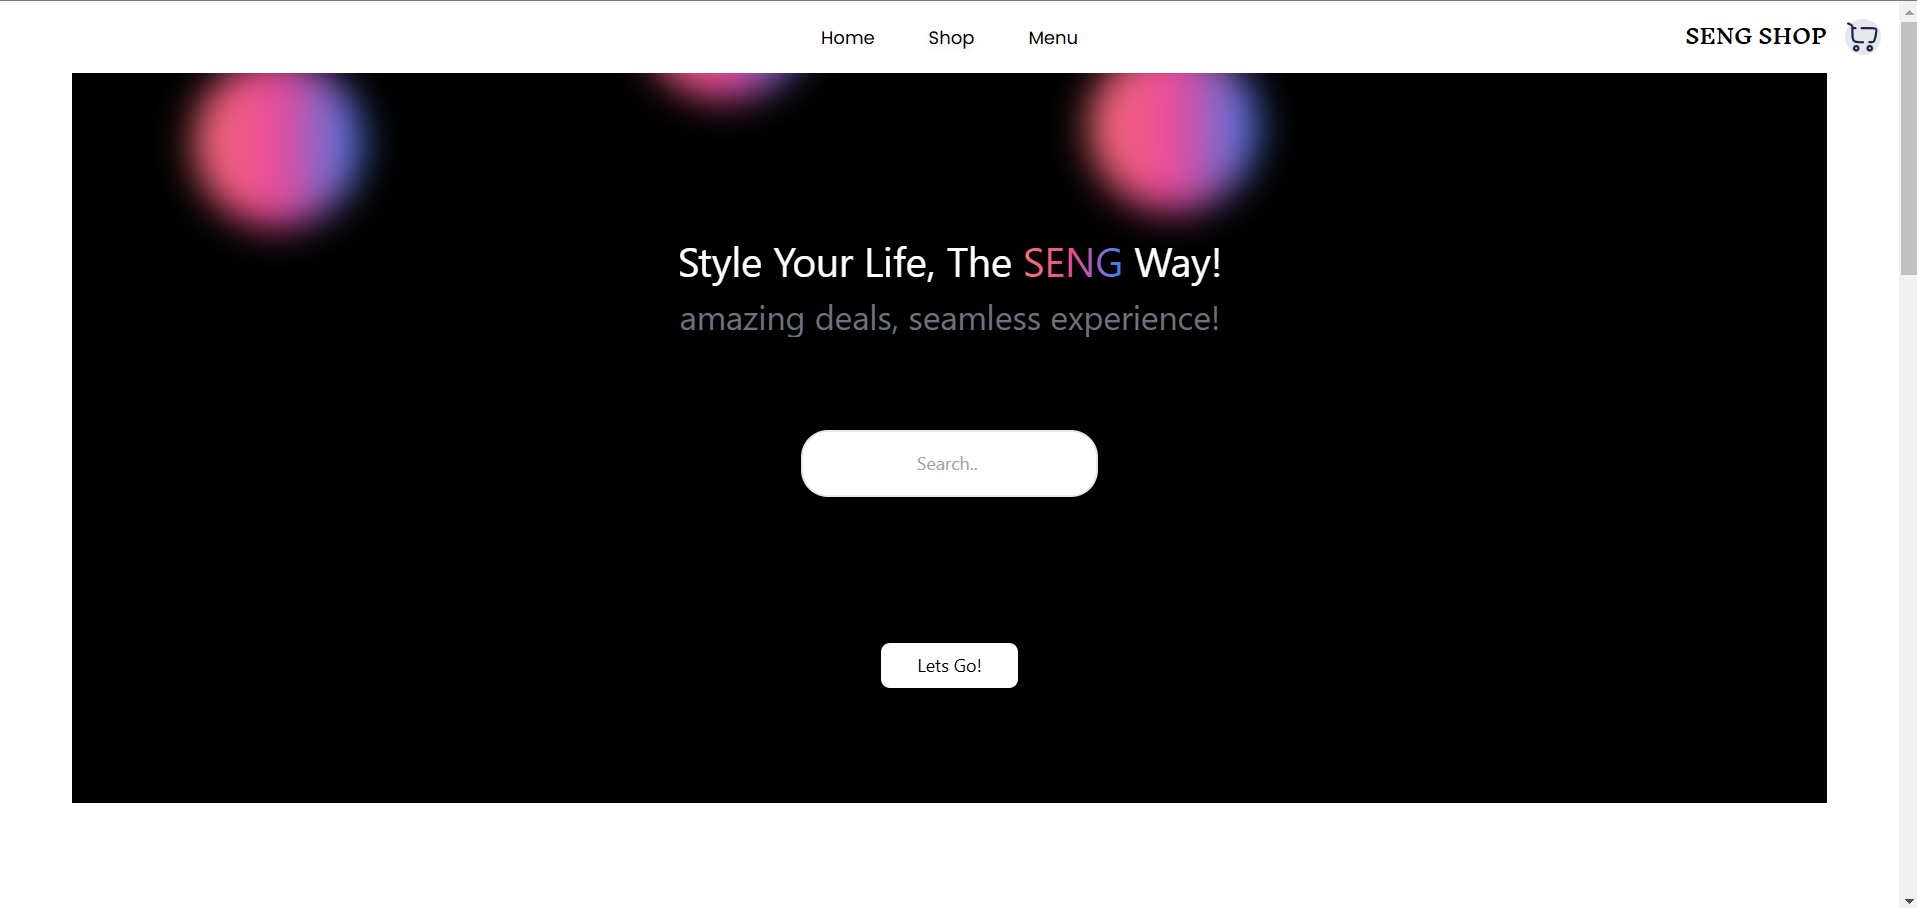 Home Shop Menu SENG SHOP
Style Your Life, The SENG Way!
amazing deals, seamless experience!
Search..
Lets Go!